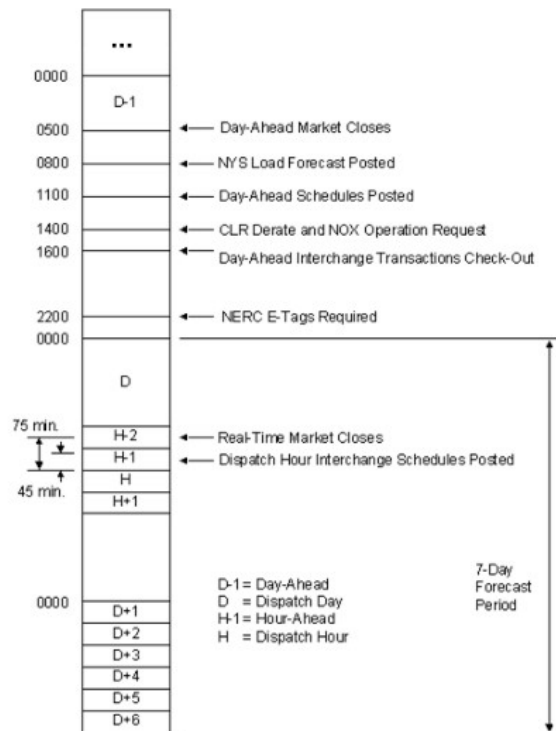 ...
0000
D-1
0500
Day-Ahead Market Closes
0800
NYS Load Forecast Posted
1100
Day-Ahead Schedules Posted
1400
CLR Derate and NOX Operation Request
1600
Day-Ahead Interchange Transactions Check-Out
2200
NERC E-Tags Required
0000
D
75 min.
H-2
Real-Time Market Closes
H-1
Dispatch Hour Interchange Schedules Posted
45 min.
H
H+1
7-Day
Forecast
Period
D-1 = Day-Ahead
D = Dispatch Day
H-1 = Hour-Ahead
H = Dispatch Hour
0000
D+1
D+2
D+3
D+4
D+5
D+6